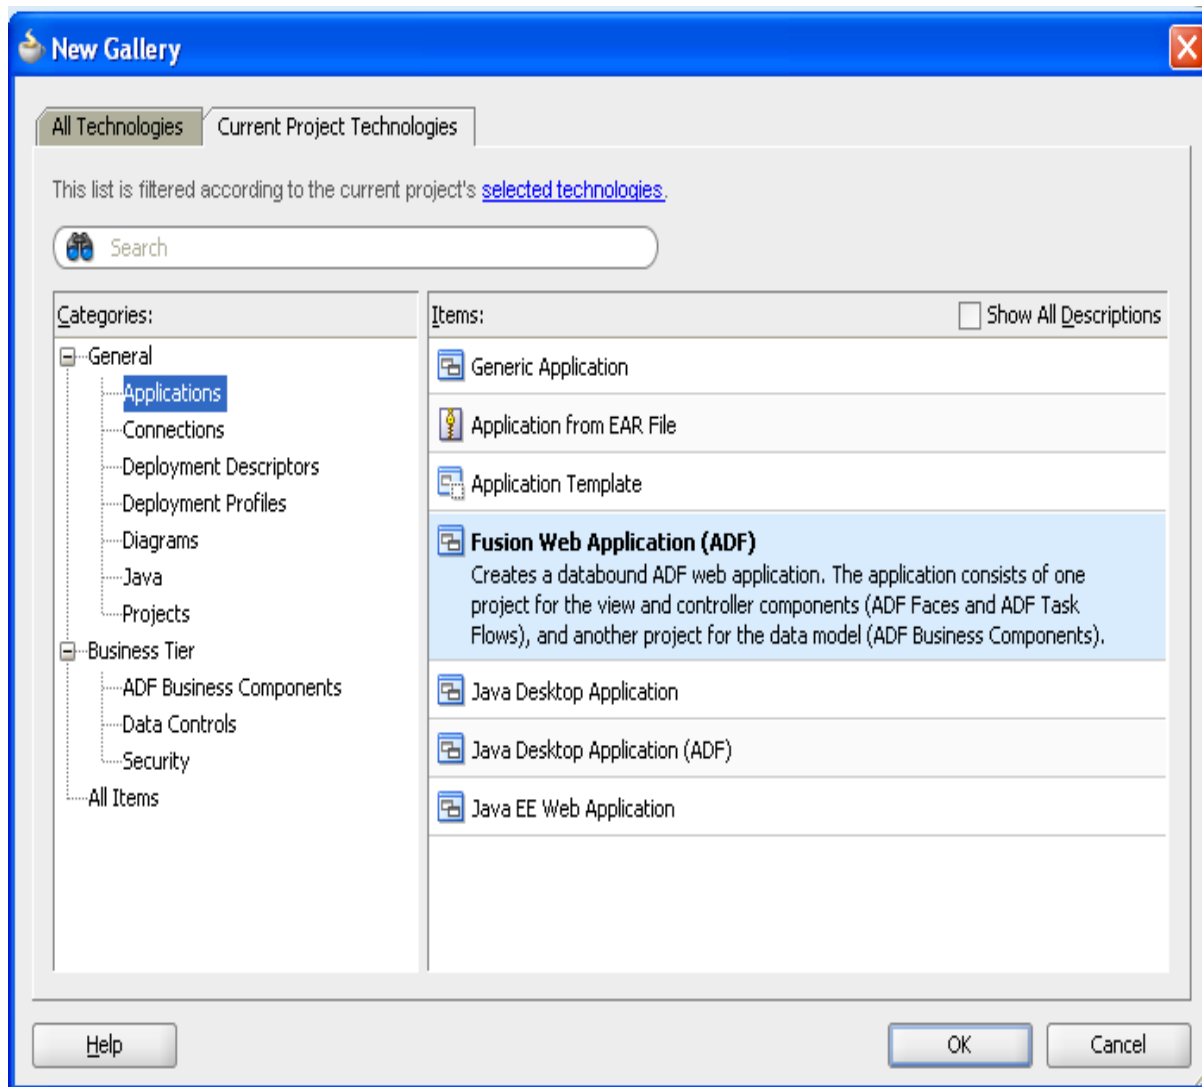 New Gallery
All Technologies
Current Project Technologies
This list is filtered according to the current project's selected technologies.
Search
Categories:
General
Applications
Connections
Deployment Descriptors
Deployment Profiles
Diagrams
Java
Projects
Business Tier
ADF Business Components
Data Controls
Security
All Items
Items:
Show All Descriptions
Generic Application
Application from EAR File
Application Template
Fusion Web Application (ADF)
Creates a databound ADF web application. The application consists of one
project for the view and controller components (ADF Faces and ADF Task
Flows), and another project for the data model (ADF Business Components).
Java Desktop Application
Java Desktop Application (ADF)
Java EE Web Application
Help
OK
Cancel